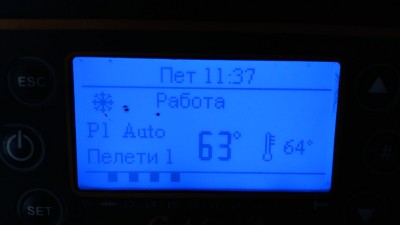 Пет 11:37
Работа
P1 Auto
Пелети 1
63°
64°
ESC
SET